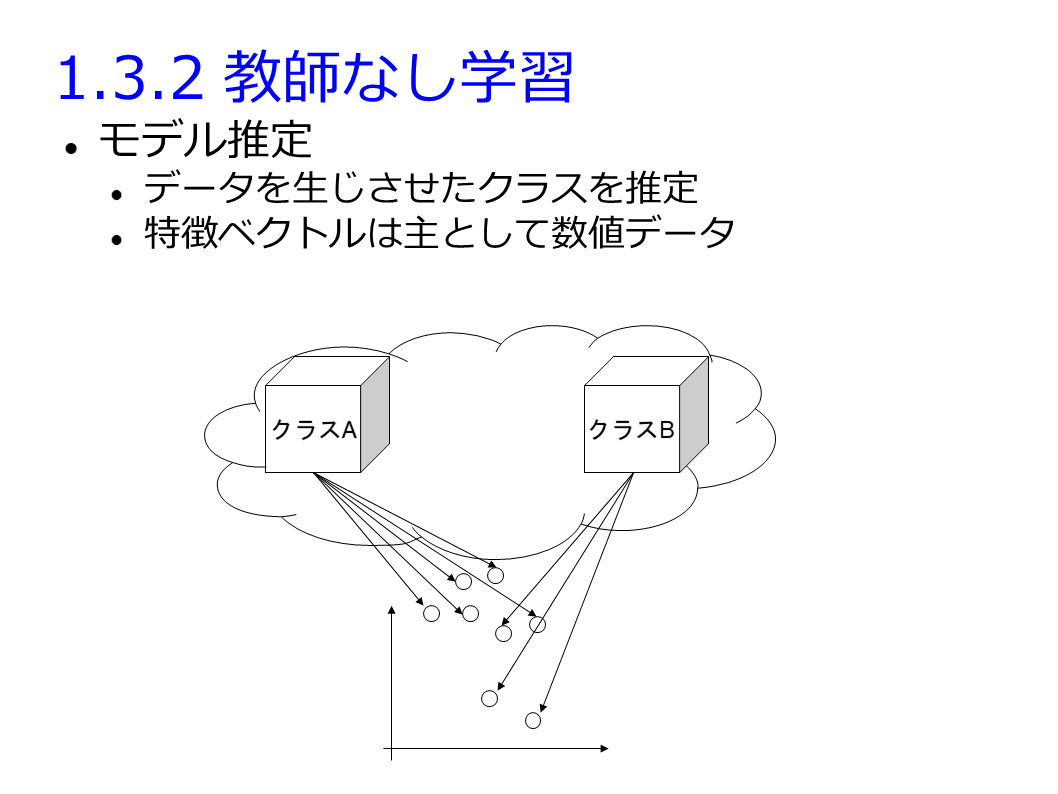 1.3.2 教師なし学習
● モデル推定
● データを生じさせたクラスを推定
● 特徴ベクトルは主として数値データ
クラスA
クラスB